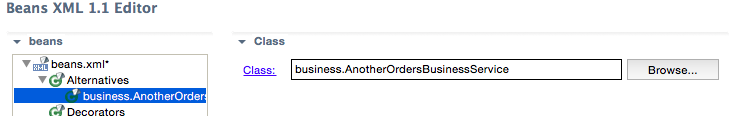 Beans XML 1.1 Editor
beans
beans.xml*
Alternatives
business.AnotherOrders
Decorators
Class
Class:
business.AnotherOrdersBusinessService
Browse...